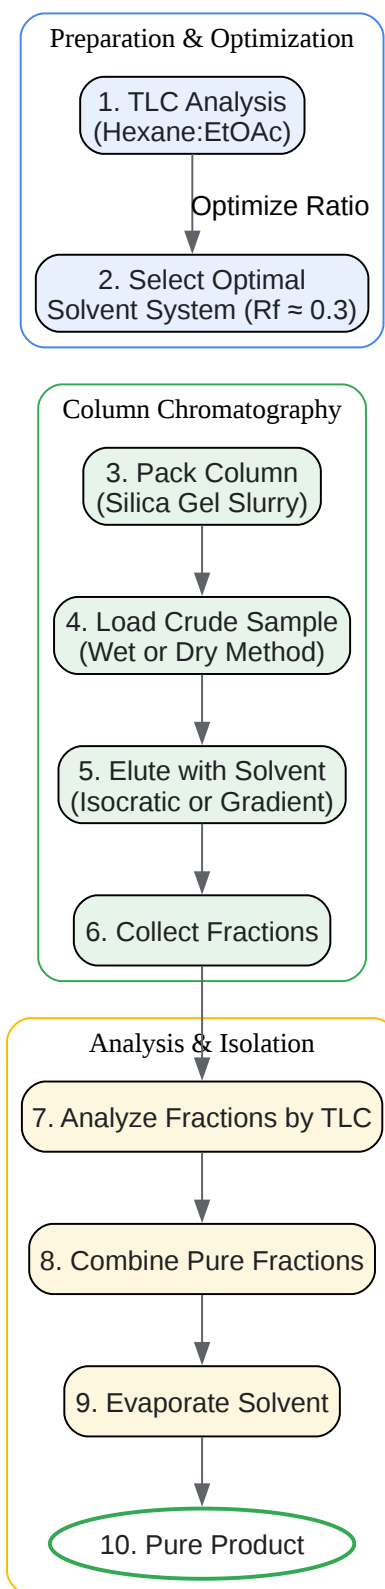 Preparation & Optimization
1. TLC Analysis
(Hexane:EtOAc)
Optimize Ratio
2. Select Optimal
Solvent System (Rf ≈ 0.3)
Column Chromatography
3. Pack Column
(Silica Gel Slurry)
4. Load Crude Sample
(Wet or Dry Method)
5. Elute with Solvent
(Isocratic or Gradient)
6. Collect Fractions
Analysis & Isolation
7. Analyze Fractions by TLC
8. Combine Pure Fractions
9. Evaporate Solvent
10. Pure Product